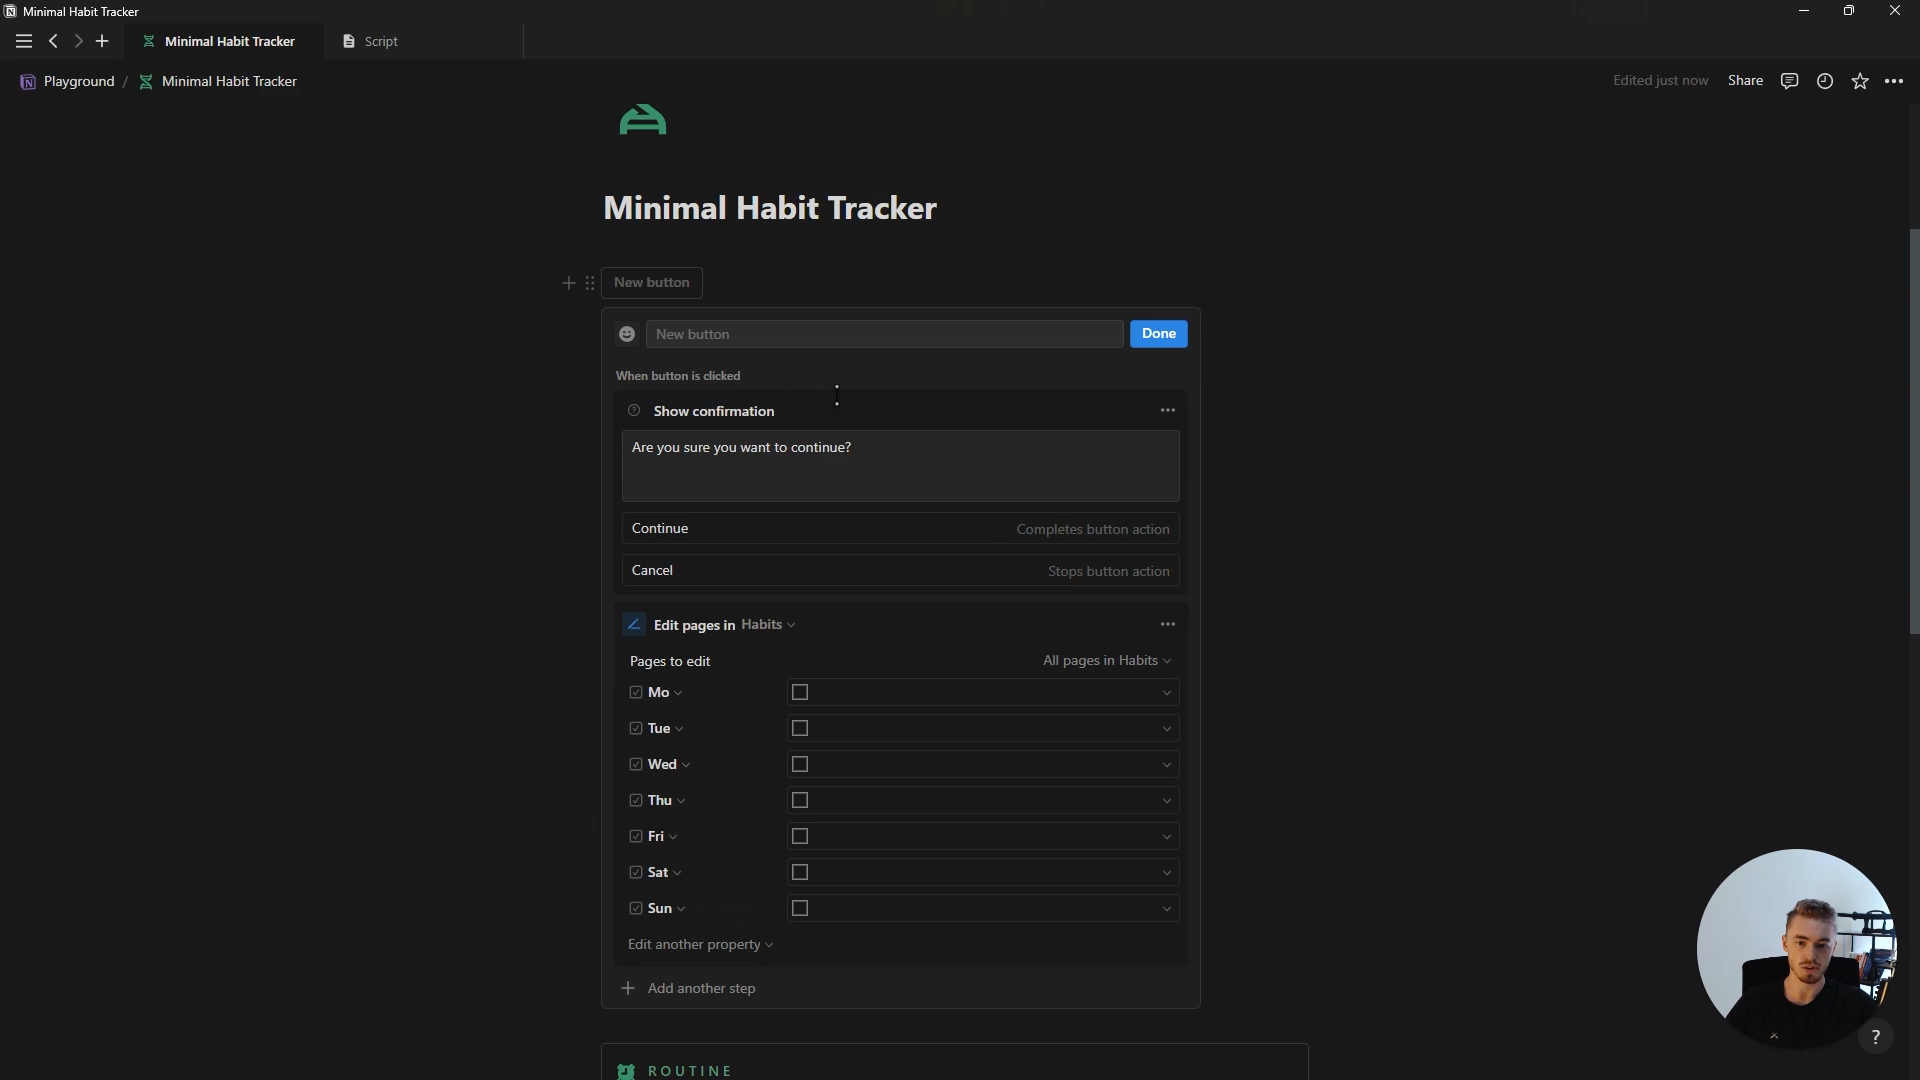 Minimal Habit Tracker
Minimal Habit Tracker
Script
Playground / Minimal Habit Tracker
Edited just now
Share
Minimal Habit Tracker
New button
New button
Done
When button is clicked
Show confirmation
Are you sure you want to continue?
Continue
Completes button action
Cancel
Stops button action
Edit pages in Habits
Pages to edit
All pages in Habits
Mo
Tue
Wed
Thu
Fri
Sat
Sun
Edit another property
Add another step
?
ROUTINE